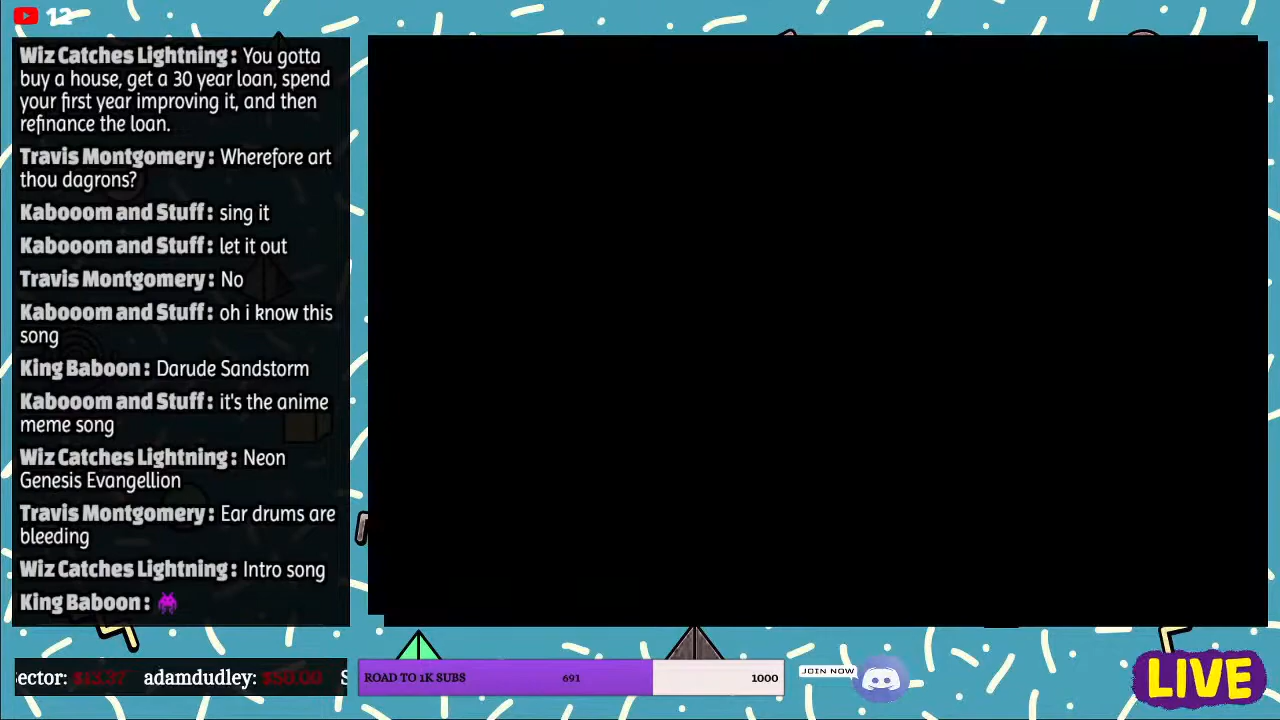 12
Wiz Catches Lightning : You gotta
buy a house, get a 30 year loan, spend
your first year improving it, and then
refinance the loan.
Travis Montgomery : Wherefore art
thou dagrons?
Kabooom and Stuff : sing it
Kabooom and Stuff : let it out
Travis Montgomery : No
Kabooom and Stuff : oh i know this
song
King Baboon : Darude Sandstorm
Kabooom and Stuff : it's the anime
meme song
Wiz Catches Lightning : Neon
Genesis Evangellion
Travis Montgomery : Ear drums are
bleeding
Wiz Catches Lightning : Intro song
King Baboon : 👾
ector: $13.37 adamdudley: $50.00 S
ROAD TO 1K SUBS 691 1000
JOIN NOW
LIVE